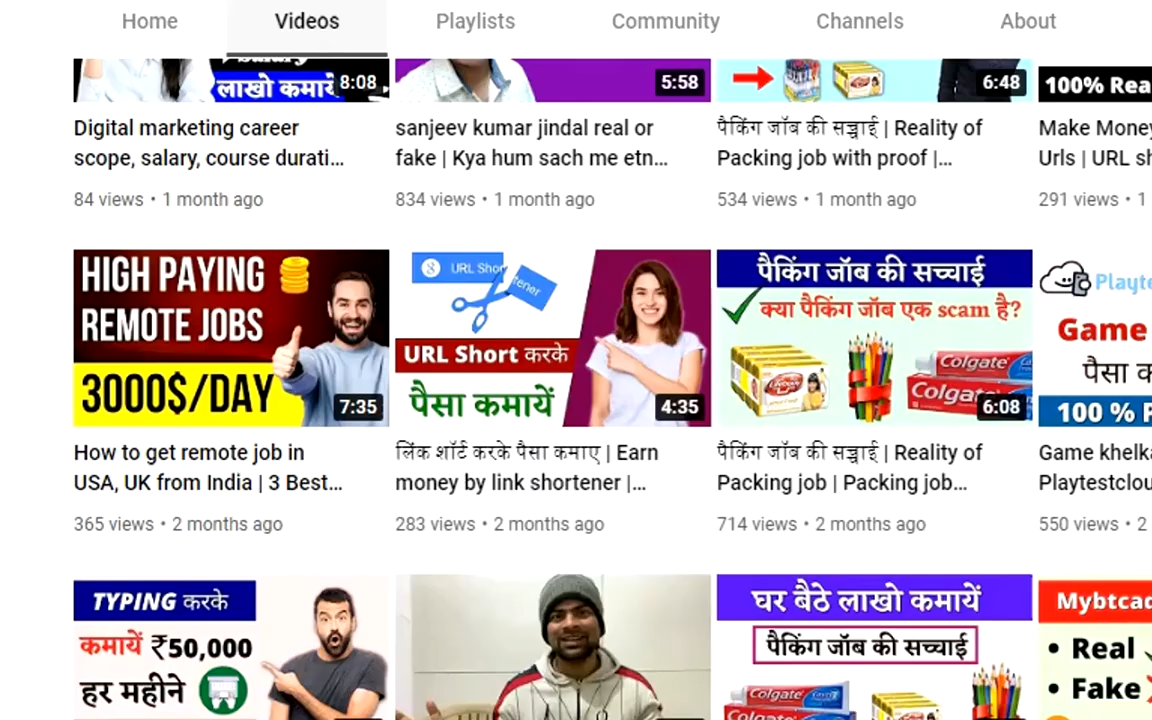 Home
Videos
Playlists
Community
Channels
About
लाखो कमायें
8:08
5:58
6:48
100% Rea
Digital marketing career
scope, salary, course durati...
84 views • 1 month ago
sanjeev kumar jindal real or
fake | Kya hum sach me etn...
834 views • 1 month ago
पैकिंग जॉब की सच्चाई | Reality of
Packing job with proof |...
534 views • 1 month ago
Make Money
Urls | URL sh
291 views • 1
HIGH PAYING
REMOTE JOBS
3000$/DAY
7:35
URL Shor
tener
URL Short करके
पैसा कमायें
4:35
पैकिंग जॉब की सच्चाई
क्या पैकिंग जॉब एक scam है?
Lifebuoy
Colgate
Colgate
6:08
Playte
Game
पैसा क
100 % P
How to get remote job in
USA, UK from India | 3 Best...
365 views • 2 months ago
लिंक शॉर्ट करके पैसा कमाए | Earn
money by link shortener |...
283 views • 2 months ago
पैकिंग जॉब की सच्चाई | Reality of
Packing job | Packing job...
714 views • 2 months ago
Game khelka
Playtestclou
550 views • 2
TYPING करके
कमायें ₹50,000
हर महीने
घर बैठे लाखो कमायें
पैकिंग जॉब की सच्चाई
Colgate
Colgate
Mybtcad
• Real
• Fake